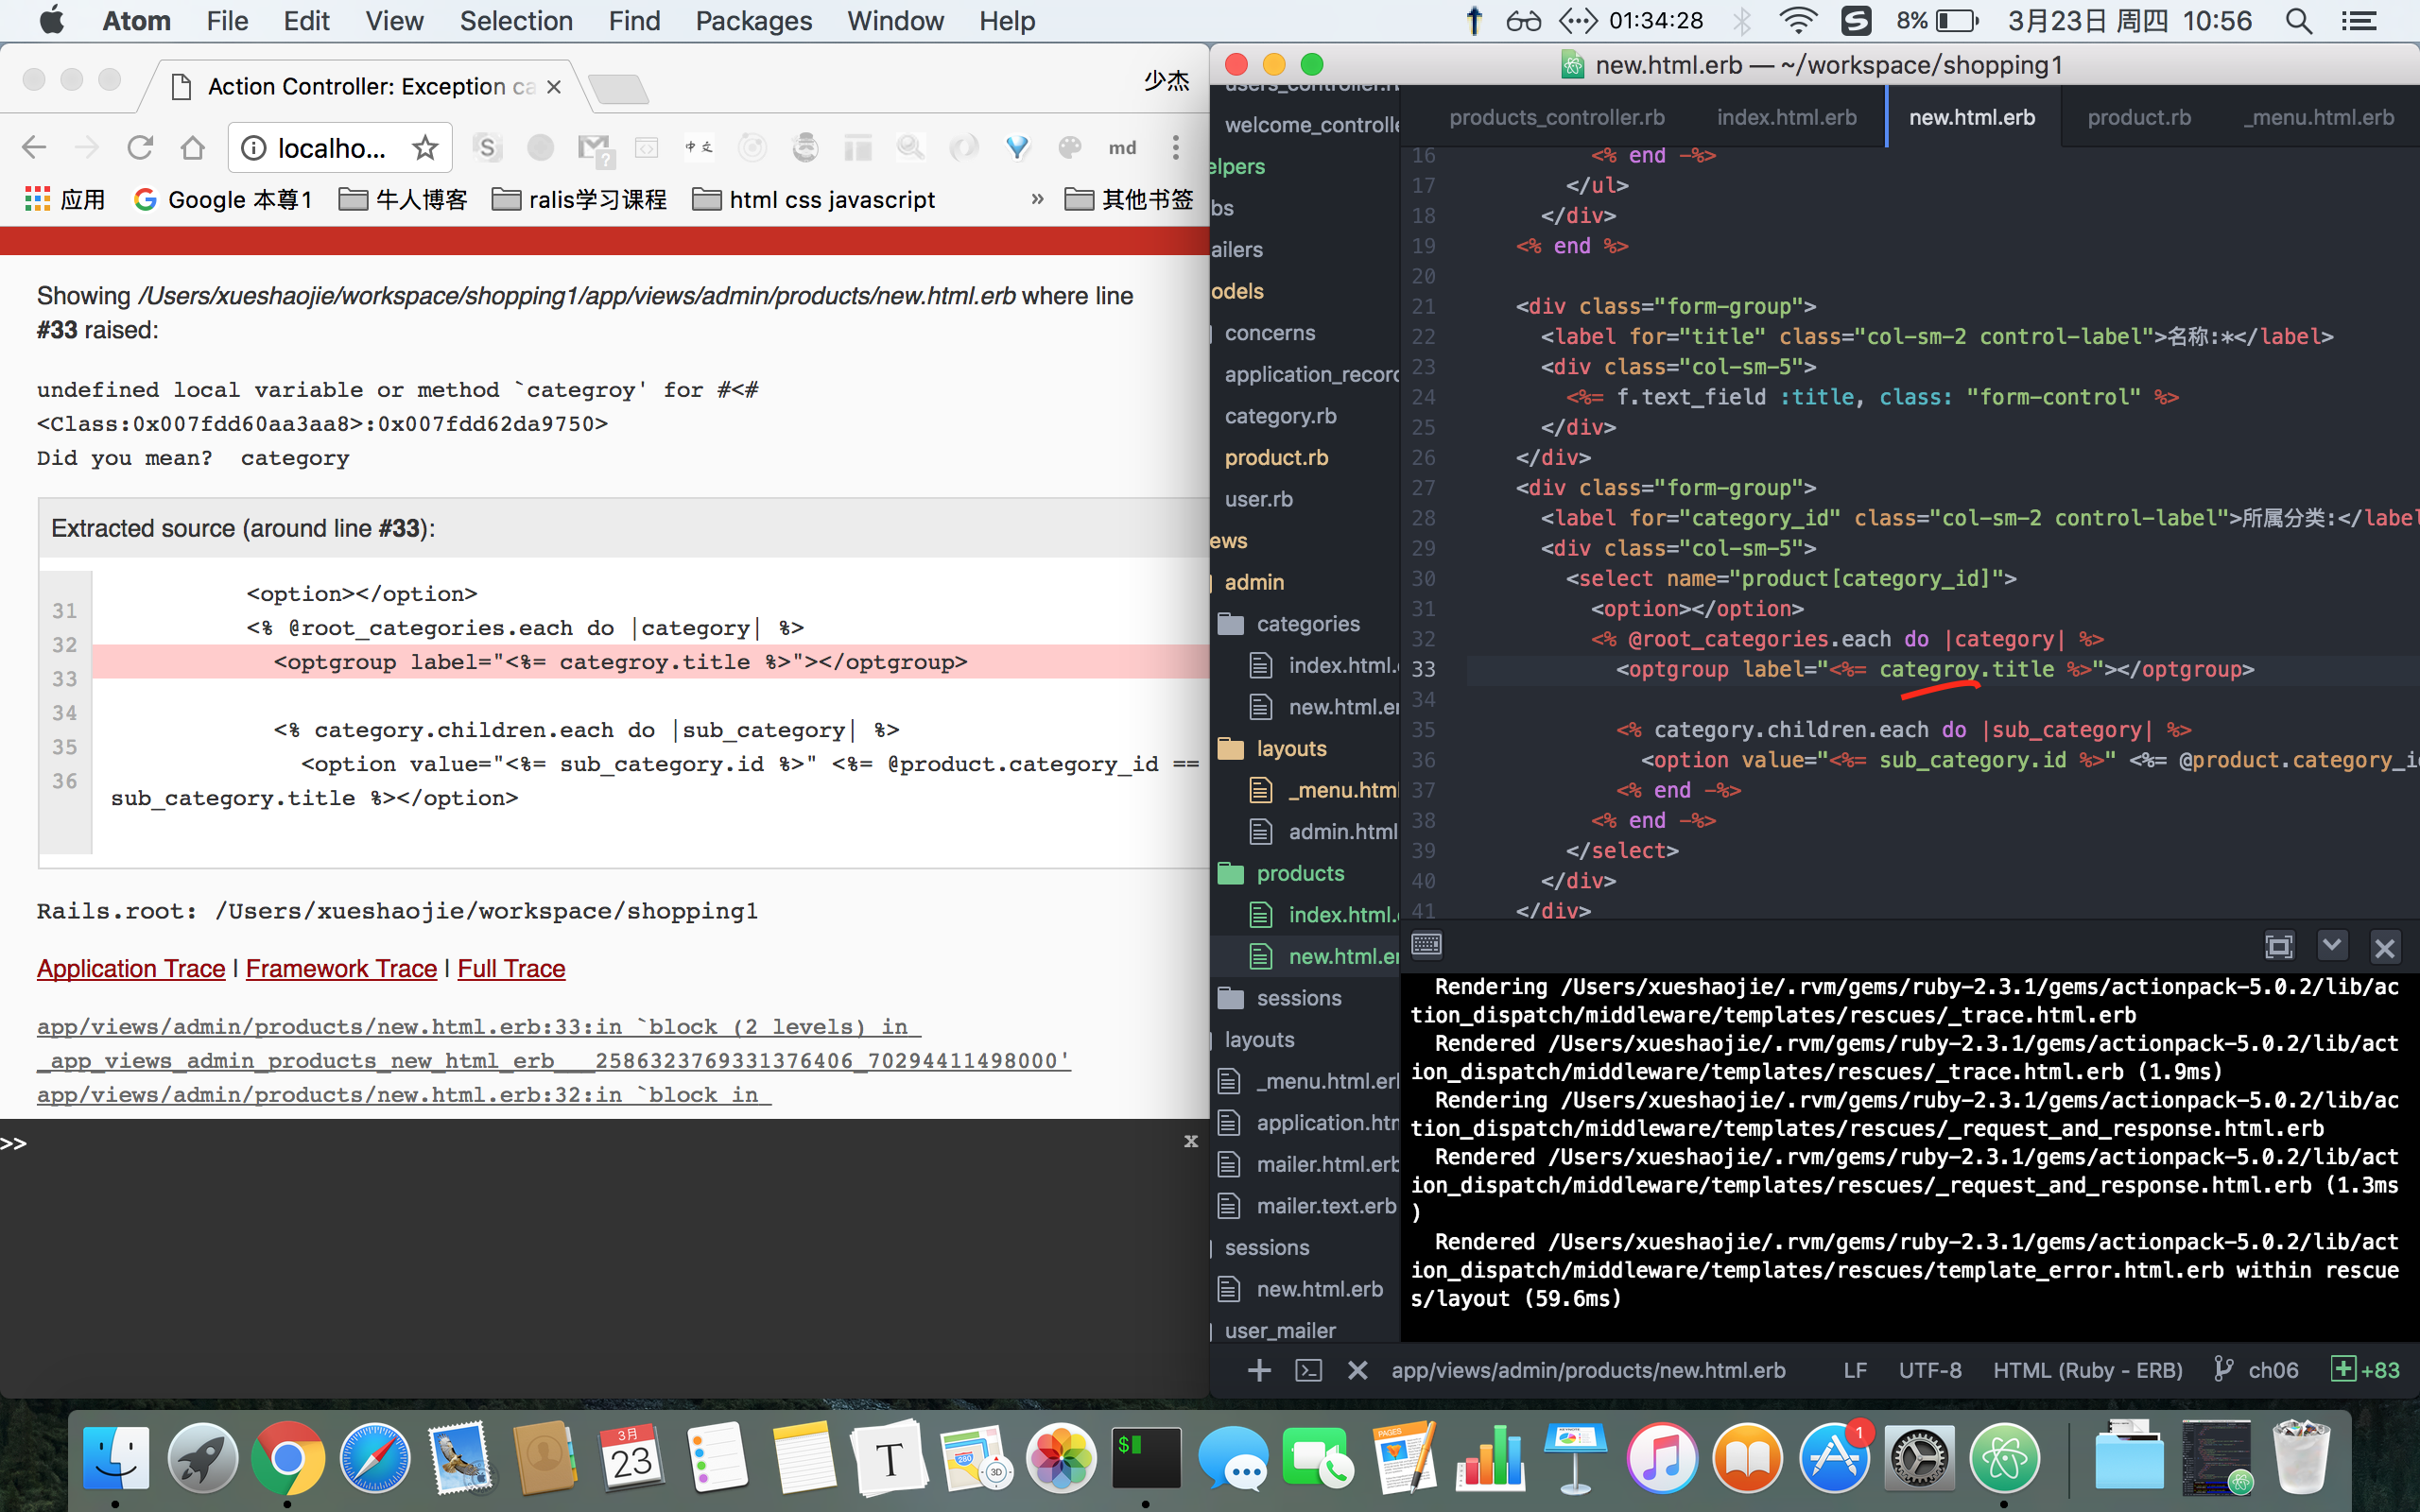 Atom File Edit View Selection Find Packages Window Help 01:34:28 8% 3月23日 周四 10:56
Action Controller: Exception ca
少杰
localho...
中文
md
应用 Google 本尊1 牛人博客 ralis学习课程 html css javascript » 其他书签
Showing /Users/xueshaojie/workspace/shopping1/app/views/admin/products/new.html.erb where line
#33 raised:
undefined local variable or method `categroy' for #<#
<Class:0x007fdd60aa3aa8>:0x007fdd62da9750>
Did you mean?  category
Extracted source (around line #33):
31
32
33
34
35
36
<option></option>
<% @root_categories.each do |category| %>
<optgroup label="<%= categroy.title %>"></optgroup>
<% category.children.each do |sub_category| %>
<option value="<%= sub_category.id %>" <%= @product.category_id ==
sub_category.title %></option>
Rails.root: /Users/xueshaojie/workspace/shopping1
Application Trace | Framework Trace | Full Trace
app/views/admin/products/new.html.erb:33:in `block (2 levels) in
_app_views_admin_products_new_html_erb___2586323769331376406_70294411498000'
app/views/admin/products/new.html.erb:32:in `block in
>>
x
new.html.erb — ~/workspace/shopping1
users_controller.r
welcome_controlle
elpers
bs
ailers
odels
concerns
application_record
category.rb
product.rb
user.rb
ews
admin
categories
index.html.
new.html.er
layouts
_menu.htm
admin.html
products
index.html.
new.html.er
sessions
layouts
_menu.html.erl
application.htm
mailer.html.erb
mailer.text.erb
sessions
new.html.erb
user_mailer
products_controller.rb index.html.erb new.html.erb product.rb _menu.html.erb
16 <% end -%>
17 </ul>
18 </div>
19 <% end %>
20
21 <div class="form-group">
22 <label for="title" class="col-sm-2 control-label">名称:*</label>
23 <div class="col-sm-5">
24 <%= f.text_field :title, class: "form-control" %>
25 </div>
26 </div>
27 <div class="form-group">
28 <label for="category_id" class="col-sm-2 control-label">所属分类:</label
29 <div class="col-sm-5">
30 <select name="product[category_id]">
31 <option></option>
32 <% @root_categories.each do |category| %>
33 <optgroup label="<%= categroy.title %>"></optgroup>
34
35 <% category.children.each do |sub_category| %>
36 <option value="<%= sub_category.id %>" <%= @product.category_i
37 <% end -%>
38 <% end -%>
39 </select>
40 </div>
41 </div>
Rendering /Users/xueshaojie/.rvm/gems/ruby-2.3.1/gems/actionpack-5.0.2/lib/ac
tion_dispatch/middleware/templates/rescues/_trace.html.erb
Rendered /Users/xueshaojie/.rvm/gems/ruby-2.3.1/gems/actionpack-5.0.2/lib/act
ion_dispatch/middleware/templates/rescues/_trace.html.erb (1.9ms)
Rendering /Users/xueshaojie/.rvm/gems/ruby-2.3.1/gems/actionpack-5.0.2/lib/ac
tion_dispatch/middleware/templates/rescues/_request_and_response.html.erb
Rendered /Users/xueshaojie/.rvm/gems/ruby-2.3.1/gems/actionpack-5.0.2/lib/act
ion_dispatch/middleware/templates/rescues/_request_and_response.html.erb (1.3ms
)
Rendered /Users/xueshaojie/.rvm/gems/ruby-2.3.1/gems/actionpack-5.0.2/lib/act
ion_dispatch/middleware/templates/rescues/template_error.html.erb within rescue
s/layout (59.6ms)
app/views/admin/products/new.html.erb LF UTF-8 HTML (Ruby - ERB) ch06 +83
3月
23
T
280
3D
$
PAGES
1